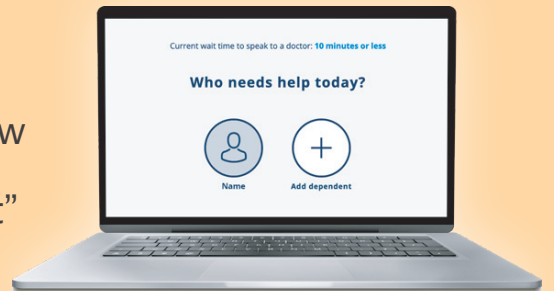 Current wait time to speak to a doctor: 10 minutes or less
Who needs help today?
Name
Add dependent